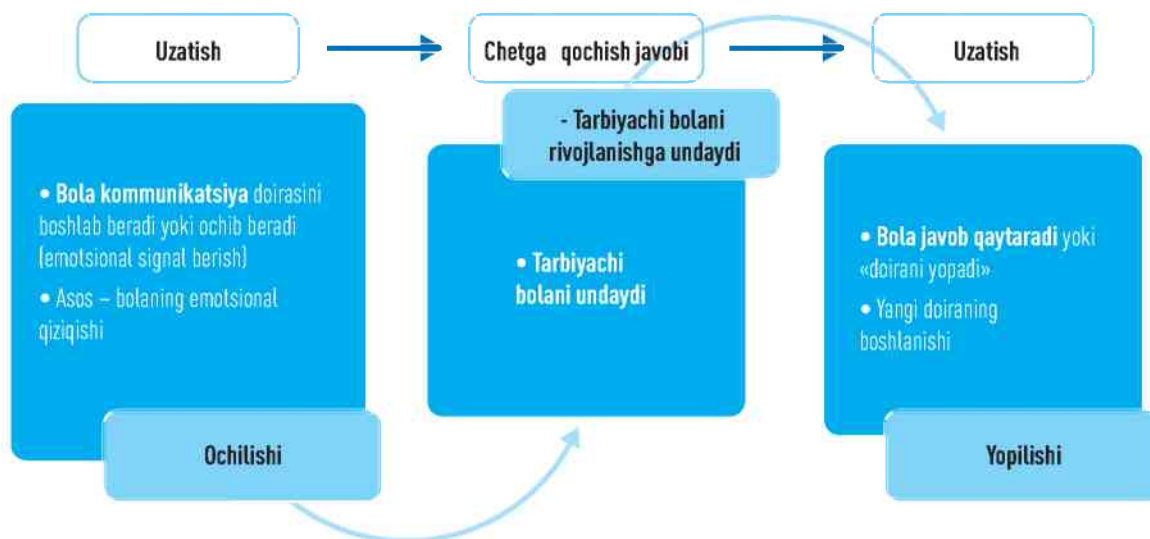 Uzatish
Chetga qochish javobi
Uzatish
- Tarbiyachi bolani
rivojlanishga undaydi
• Bola kommunikatsiya doirasini
boshlab beradi yoki ochib beradi
(emotsional signal berish)
• Asos – bolaning emotsional
qiziqishi
• Tarbiyachi
bolani undaydi
• Bola javob qaytaradi yoki
«doirani yopadi»
• Yangi doiraning
boshlanishi
Ochilishi
Yopilishi